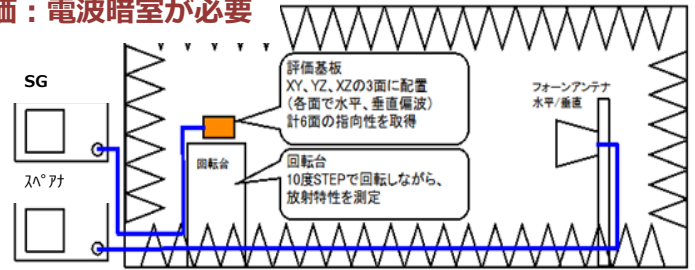 価：電波暗室が必要
SG
評価基板
XY、YZ、XZの3面に配置
(各面で水平、垂直偏波)
計6面の指向性を取得
フォーンアンテナ
水平/垂直
回転台
回転台
10度STEPで回転しながら、
放射特性を測定
ｽﾍﾟｱﾅ